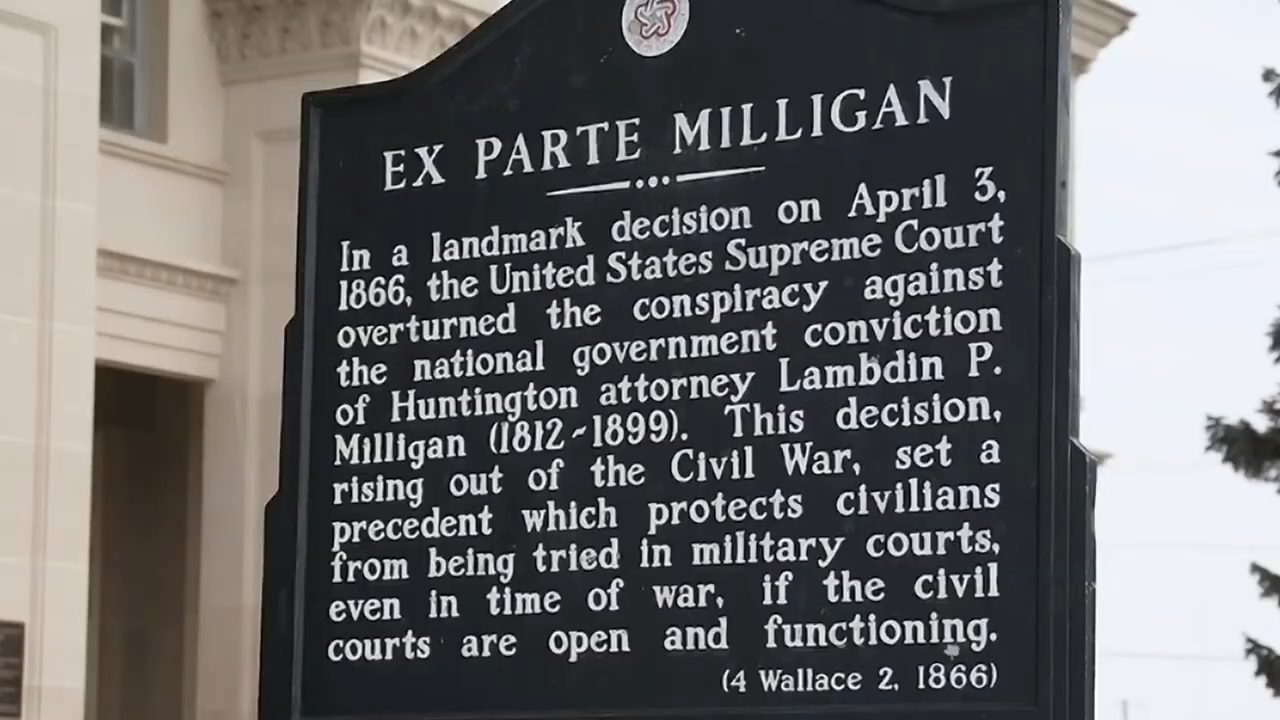 EX PARTE MILLIGAN
In a landmark decision on April 3,
1866, the United States Supreme Court
overturned the conspiracy against
the national government conviction
of Huntington attorney Lambdin P.
Milligan (1812-1899). This decision,
rising out of the Civil War, set a
precedent which protects civilians
from being tried in military courts,
even in time of war, if the civil
courts are open and functioning.
(4 Wallace 2, 1866)